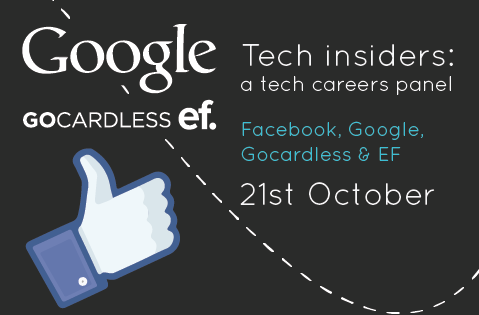 Google
GOCARDLESS ef.
Tech insiders:
a tech careers panel
Facebook, Google,
Gocardless & EF
21st October